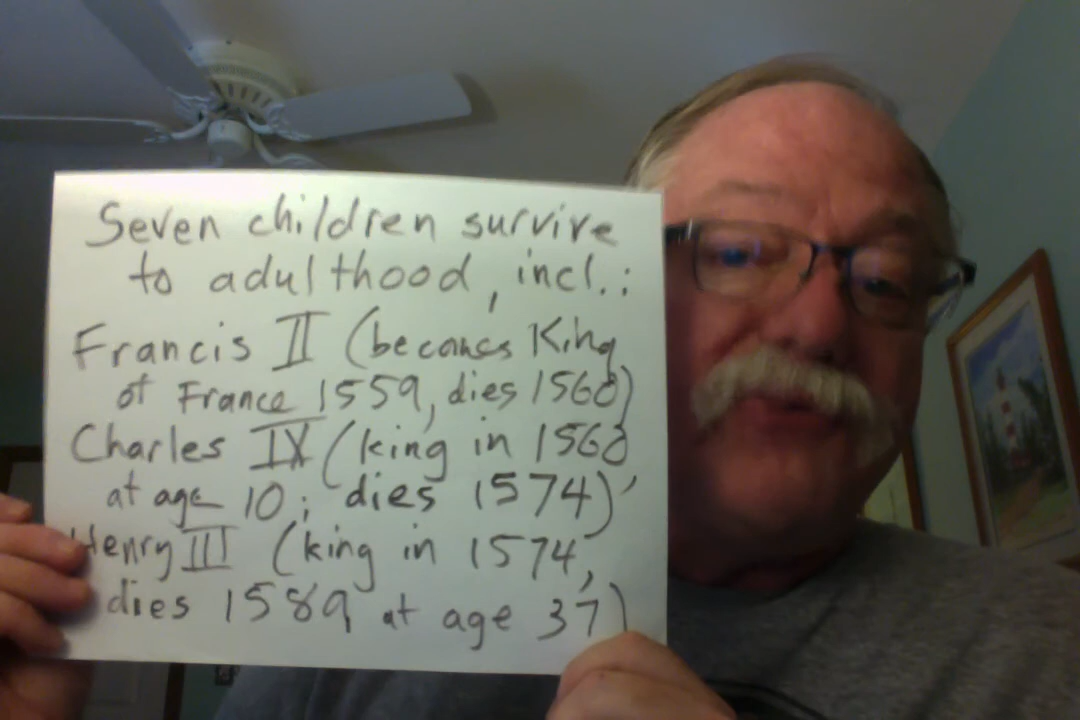 Seven children survive
to adulthood, incl.:
Francis II (becomes King
of France 1559, dies 1560)
Charles IX (king in 1560
at age 10; dies 1574),
Henry III (king in 1574,
dies 1589 at age 37)